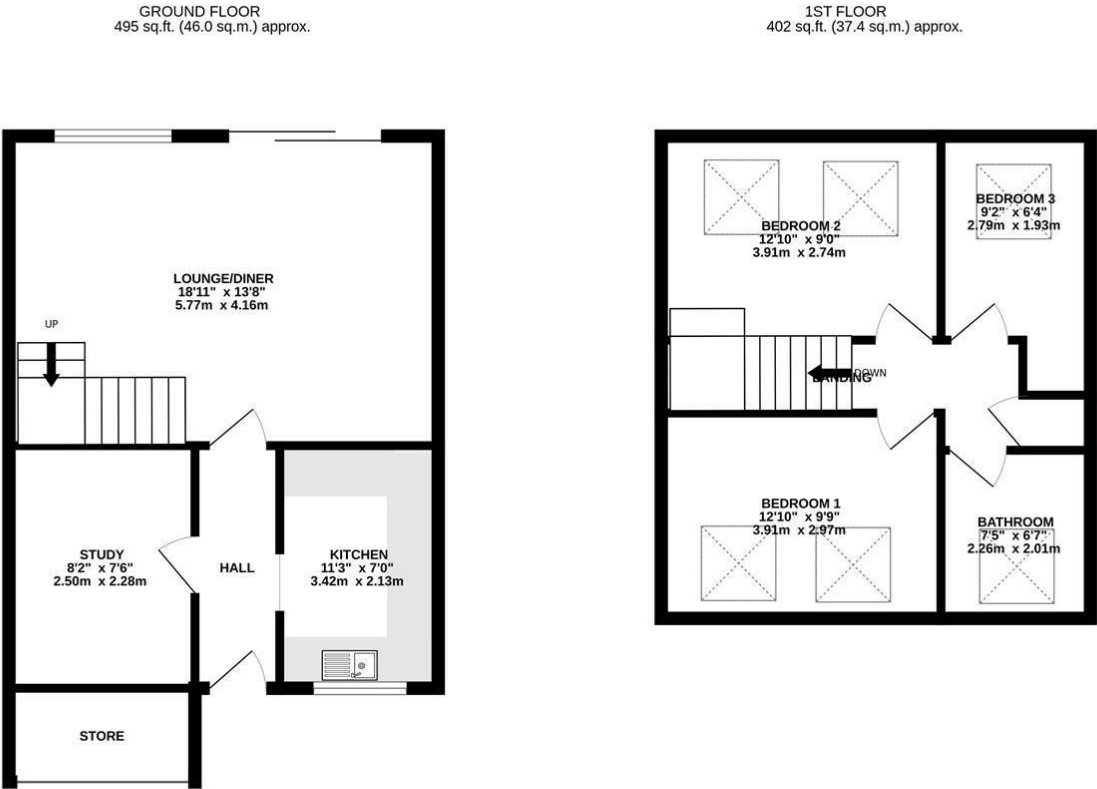 GROUND FLOOR
495 sq.ft. (46.0 sq.m.) approx.
1ST FLOOR
402 sq.ft. (37.4 sq.m.) approx.
LOUNGE/DINER
18'11" x 13'8"
5.77m x 4.16m
UP
STUDY
8'2" x 7'6"
2.50m x 2.28m
HALL
KITCHEN
11'3" x 7'0"
3.42m x 2.13m
STORE
BEDROOM 2
12'10" x 9'0"
3.91m x 2.74m
BEDROOM 3
9'2" x 6'4"
2.79m x 1.93m
DOWN
LANDING
BEDROOM 1
12'10" x 9'9"
3.91m x 2.97m
BATHROOM
7'5" x 6'7"
2.26m x 2.01m